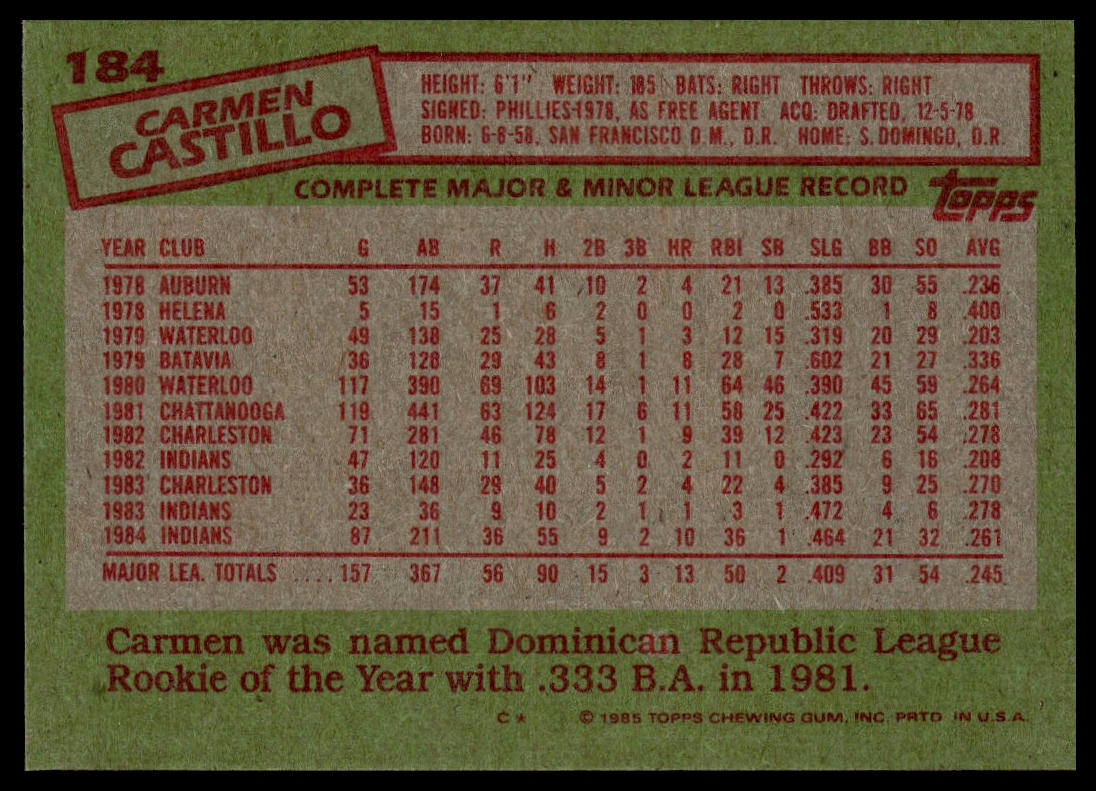 184
CARMEN
CASTILLO
HEIGHT: 6'1" WEIGHT: 185 BATS: RIGHT THROWS: RIGHT
SIGNED: PHILLIES-1978, AS FREE AGENT ACQ: DRAFTED, 12-5-78
BORN: 6-8-58, SAN FRANCISCO D.M., D.R. HOME: S. DOMINGO, D.R.
COMPLETE MAJOR & MINOR LEAGUE RECORD
topps
YEAR CLUB G AB R H 2B 3B HR RBI SB SLG BB SO AVG
1978 AUBURN 53 174 37 41 10 2 4 21 13 .385 30 55 .236
1978 HELENA 5 15 1 6 2 0 0 2 0 .533 1 8 .400
1979 WATERLOO 49 138 25 28 5 1 3 12 15 .319 20 29 .203
1979 BATAVIA 36 128 29 43 8 1 8 28 7 .602 21 27 .336
1980 WATERLOO 117 390 69 103 14 1 11 64 46 .390 45 59 .264
1981 CHATTANOOGA 119 441 63 124 17 6 11 58 25 .422 33 65 .281
1982 CHARLESTON 71 281 46 78 12 1 9 39 12 .423 23 54 .278
1982 INDIANS 47 120 11 25 4 0 2 11 0 .292 6 16 .208
1983 CHARLESTON 36 148 29 40 5 2 4 22 4 .385 9 25 .270
1983 INDIANS 23 36 9 10 2 1 1 3 1 .472 4 6 .278
1984 INDIANS 87 211 36 55 9 2 10 36 1 .464 21 32 .261
MAJOR LEA. TOTALS .... 157 367 56 90 15 3 13 50 2 .409 31 54 .245
Carmen was named Dominican Republic League
Rookie of the Year with .333 B.A. in 1981.
C* © 1985 TOPPS CHEWING GUM, INC. PRTD. IN U.S.A.